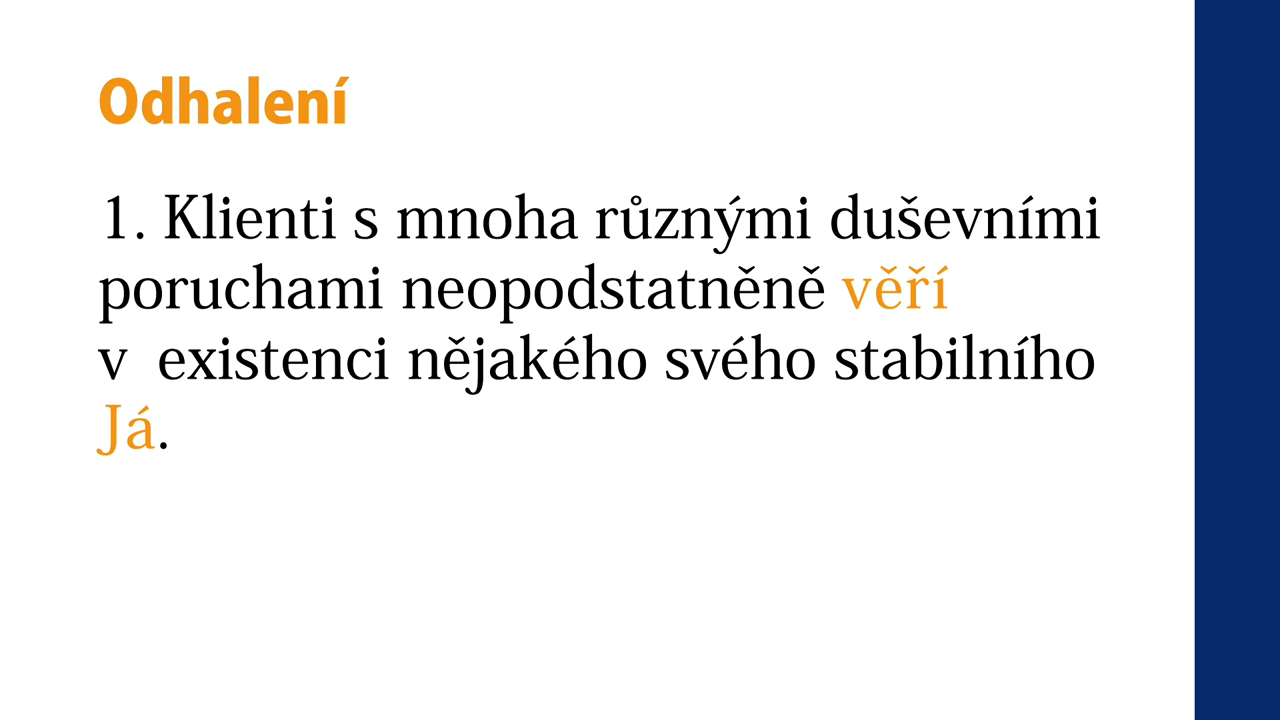 Odhalení
1. Klienti s mnoha různými duševními
poruchami neopodstatněně věří
v  existenci nějakého svého stabilního
Já.